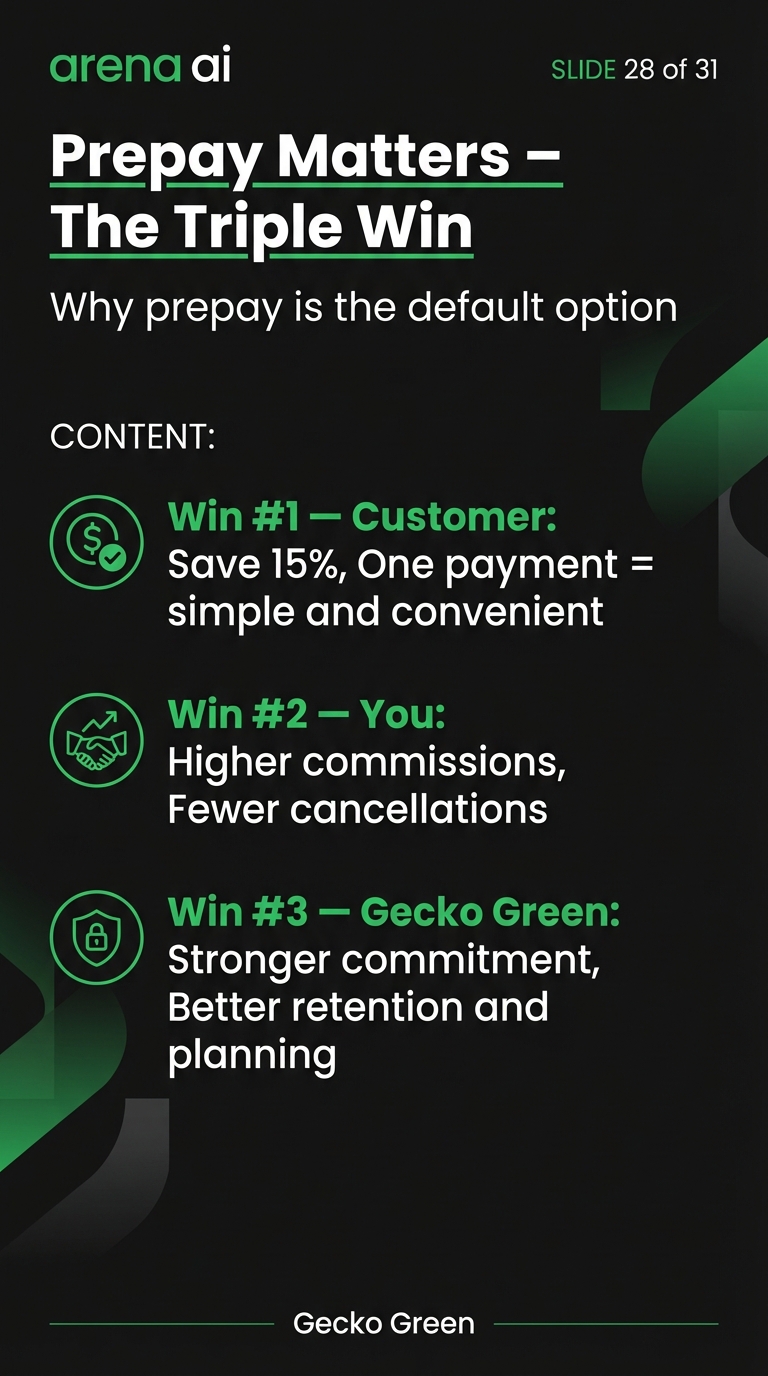 arena ai
SLIDE 28 of 31
Prepay Matters –
The Triple Win
Why prepay is the default option
CONTENT:
Win #1 — Customer:
Save 15%, One payment =
simple and convenient
Win #2 — You:
Higher commissions,
Fewer cancellations
Win #3 — Gecko Green:
Stronger commitment,
Better retention and
planning
Gecko Green